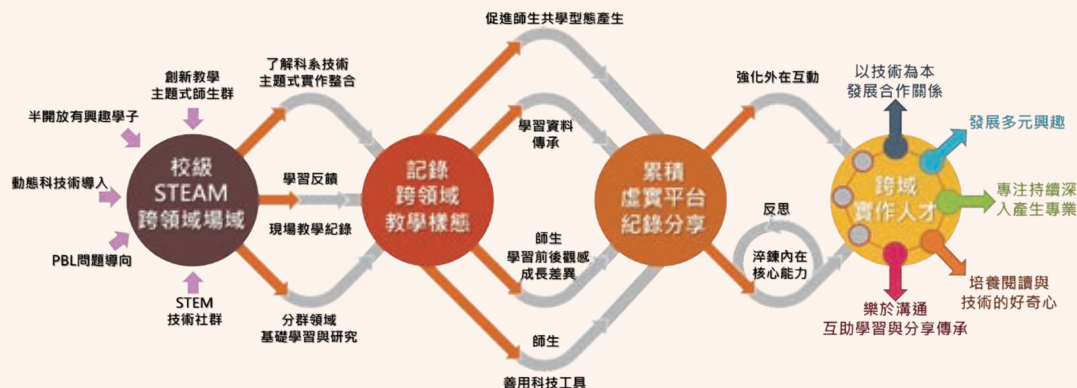 創新教學
主題式師生群
半開放有興趣學子
動態科技術導入
PBL問題導向
STEM
技術社群
校級
STEAM
跨領域場域
了解科系技術
主題式實作整合
學習反饋
現場教學紀錄
分群領域
基礎學習與研究
記錄
跨領域
教學樣態
促進師生共學型態產生
學習資料
傳承
師生
學習前後觀感
成長差異
師生
善用科技工具
累積
虛實平台
紀錄分享
強化外在互動
反思
淬鍊內在
核心能力
跨域
實作人才
以技術為本
發展合作關係
發展多元興趣
專注持續深
入產生專業
培養閱讀與
技術的好奇心
樂於溝通
互助學習與分享傳承